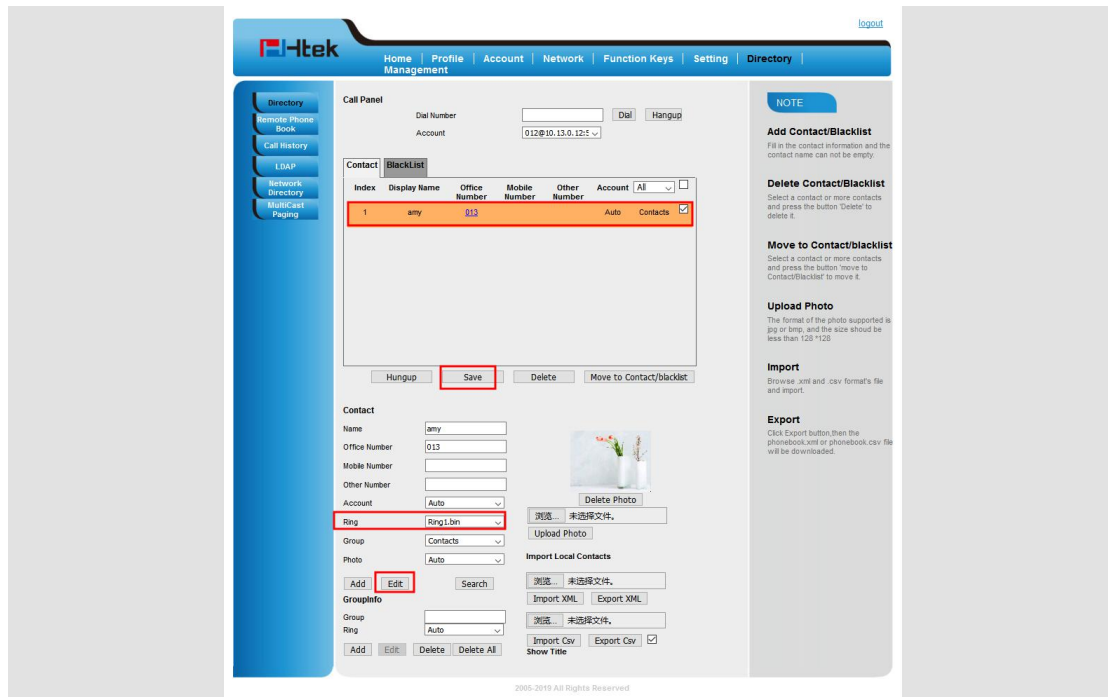 logout
Htek
Home | Profile | Account | Network | Function Keys | Setting | Directory |
Management
Directory
Remote Phone
Book
Call History
LDAP
Network
Directory
MultiCast
Paging
Call Panel
Dial Number Dial Hangup
Account 012@10.13.0.12:5
Contact BlackList
Index Display Name Office Number Mobile Number Other Number Account All
1 amy 013 Auto Contacts
Hungup Save Delete Move to Contact/blacklist
Contact
Name amy
Office Number 013
Mobile Number
Other Number
Account Auto
Ring Ring1.bin
Group Contacts
Photo Auto
Add Edit Search
GroupInfo
Group
Ring Auto
Add Edit Delete Delete All
Delete Photo
浏览... 未选择文件。
Upload Photo
Import Local Contacts
浏览... 未选择文件。
Import XML Export XML
浏览... 未选择文件。
Import Csv Export Csv
Show Title
NOTE
Add Contact/Blacklist
Fill in the contact information and the
contact name can not be empty.
Delete Contact/Blacklist
Select a contact or more contacts
and press the button 'Delete' to
delete it.
Move to Contact/blacklist
Select a contact or more contacts
and press the button 'move to
Contact/Blacklist' to move it.
Upload Photo
The format of the photo supported is
jpg or bmp, and the size shoud be
less than 128 *128
Import
Browse .xml and .csv format's file
and import.
Export
Click Export button,then the
phonebook.xml or phonebook.csv file
will be downloaded.
2005-2019 All Rights Reserved